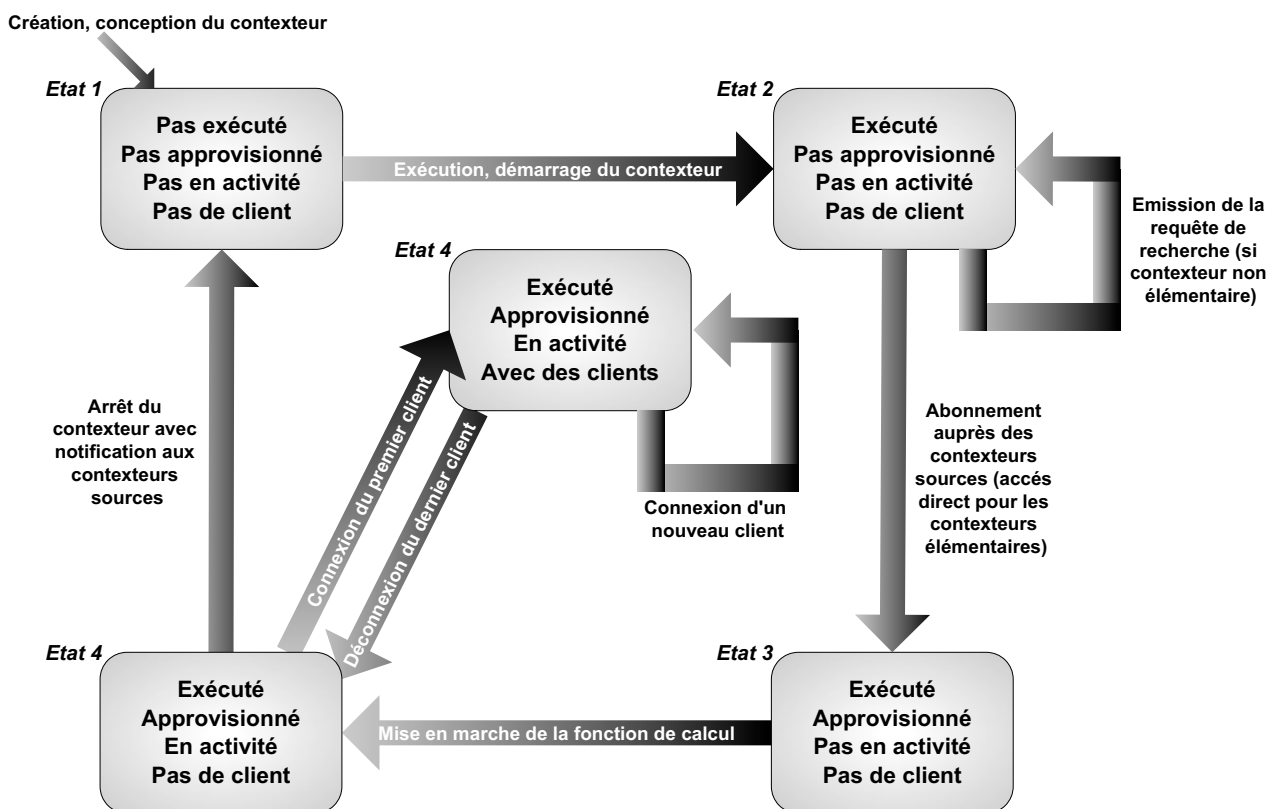 Création, conception du contexteur
Etat 1
Pas exécuté
Pas approvisionné
Pas en activité
Pas de client
Exécution, démarrage du contexteur
Etat 2
Exécuté
Pas approvisionné
Pas en activité
Pas de client
Emission de la
requête de
recherche (si
contexteur non
élémentaire)
Etat 4
Exécuté
Approvisionné
En activité
Avec des clients
Connexion d'un
nouveau client
Connexion du premier client
Déconnexion du dernier client
Arrêt du
contexteur avec
notification aux
contexteurs
sources
Abonnement
auprès des
contexteurs
sources (accés
direct pour les
contexteurs
élémentaires)
Etat 4
Exécuté
Approvisionné
En activité
Pas de client
Mise en marche de la fonction de calcul
Etat 3
Exécuté
Approvisionné
Pas en activité
Pas de client